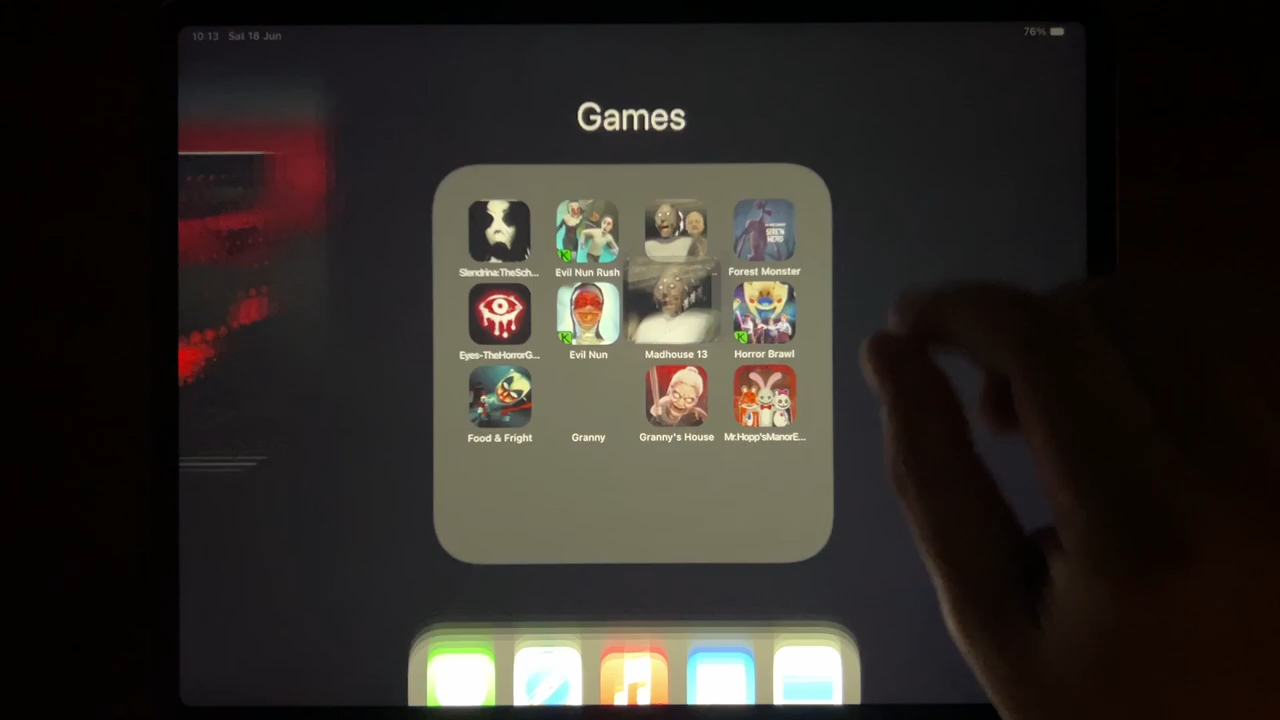 10:13 Sat 18 Jun
76%
Games
Slendrina:TheSch...
Evil Nun Rush
Forest Monster
Eyes-TheHorrorG...
Evil Nun
Madhouse 13
Horror Brawl
Food & Fright
Granny
Granny's House
Mr.Hopp'sManorE...